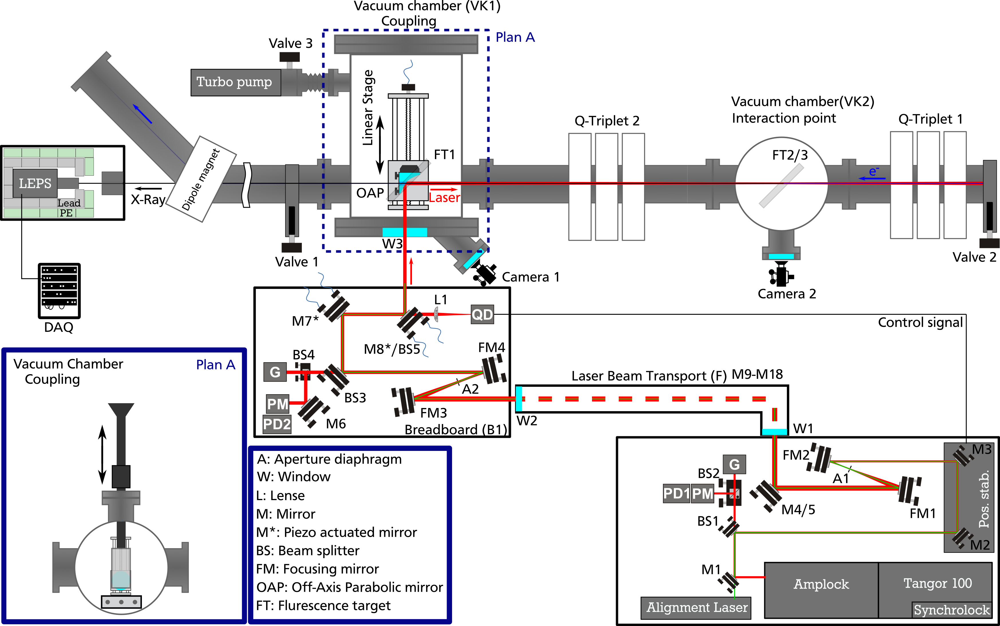 Vacuum chamber (VK1)
Coupling
Plan A
Valve 3
Turbo pump
Linear Stage
FT1
OAP
Laser
W3
Q-Triplet 2
Vacuum chamber(VK2)
Interaction point
FT2/3
Q-Triplet 1
e-
Valve 2
LEPS
Lead
PE
X-Ray
Dipole magnet
Valve 1
Camera 1
Camera 2
DAQ
M7*
L1
f=+150
QD
Control signal
M8*/BS5
FM4
BS4
G
BS3
A2
PM
PD2
M6
FM3
Breadboard (B1)
Laser Beam Transport (F) M9-M18
W2
W1
Vacuum Chamber
Coupling
Plan A
A: Aperture diaphragm
W: Window
L: Lense
M: Mirror
M*: Piezo actuated mirror
BS: Beam splitter
FM: Focusing mirror
OAP: Off-Axis Parabolic mirror
FT: Flurescence target
G
BS2
PD1
PM
BS1
M4/5
FM2
A1
FM1
M3
Pos. stab.
M2
M1
Amplock
Tangor 100
Synchrolock
Alignment Laser